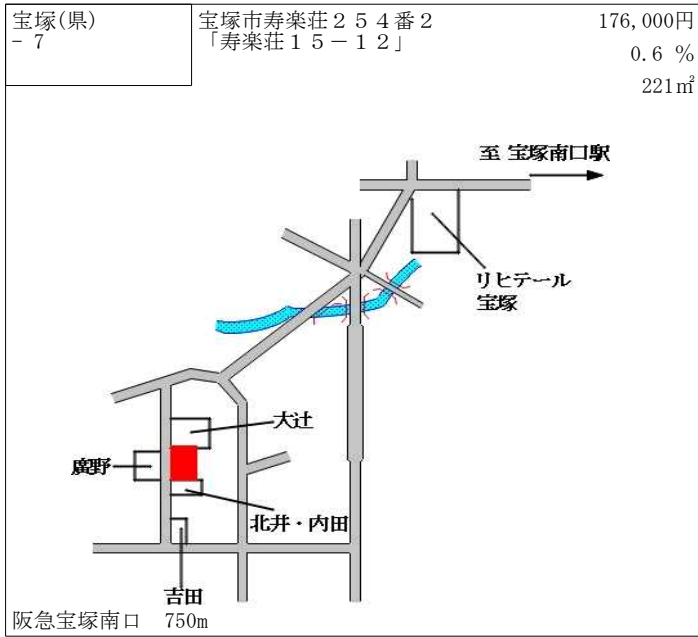 宝塚(県)
- 7
宝塚市寿楽荘２５４番２
「寿楽荘１５－１２」
176,000円
0.6 %
221㎡
至 宝塚南口駅
リヒテール
宝塚
大辻
廣野
北井・内田
吉田
阪急宝塚南口 750m